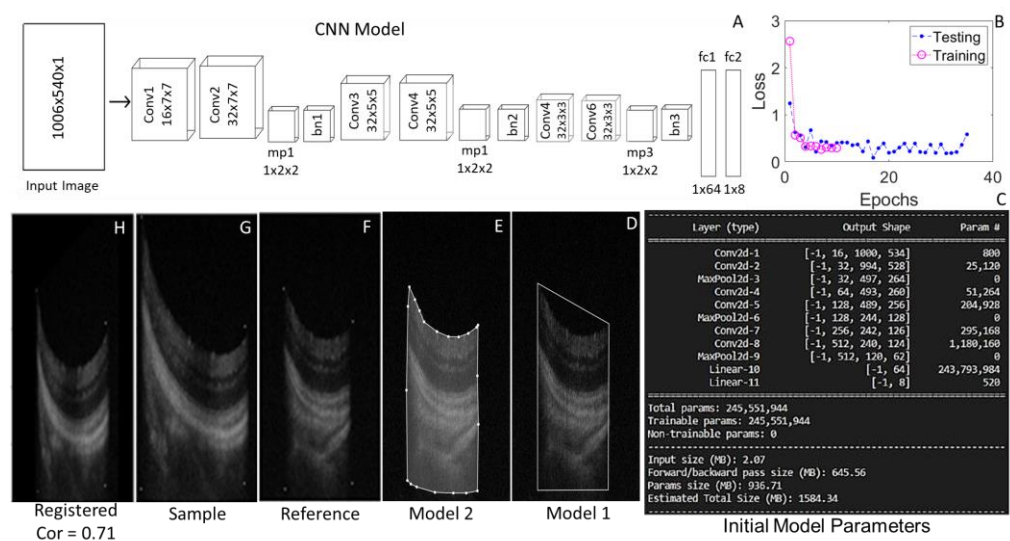 CNN Model
A
1006x540x1
Input Image
Conv1
16x7x7
Conv2
32x7x7
mp1
1x2x2
bn1
Conv3
32x5x5
Conv4
32x5x5
mp1
1x2x2
bn2
Conv4
32x3x3
Conv6
32x3x3
mp3
1x2x2
bn3
fc1 fc2
1x64 1x8
B
3
2
1
0
Loss
0 20 40
Epochs
Testing
Training
C
Layer (type) Output Shape Param #
Conv2d-1 [-1, 16, 1000, 534] 800
Conv2d-2 [-1, 32, 994, 528] 25,120
MaxPool2d-3 [-1, 32, 497, 264] 0
Conv2d-4 [-1, 64, 493, 260] 51,264
Conv2d-5 [-1, 128, 489, 256] 204,928
MaxPool2d-6 [-1, 128, 244, 128] 0
Conv2d-7 [-1, 256, 242, 126] 295,168
Conv2d-8 [-1, 512, 240, 124] 1,180,160
MaxPool2d-9 [-1, 512, 120, 62] 0
Linear-10 [-1, 64] 243,793,984
Linear-11 [-1, 8] 520
Total params: 245,551,944
Trainable params: 245,551,944
Non-trainable params: 0
Input size (MB): 2.07
Forward/backward pass size (MB): 645.56
Params size (MB): 936.71
Estimated Total Size (MB): 1584.34
Initial Model Parameters
H
Registered
Cor = 0.71
G
Sample
F
Reference
E
Model 2
D
Model 1